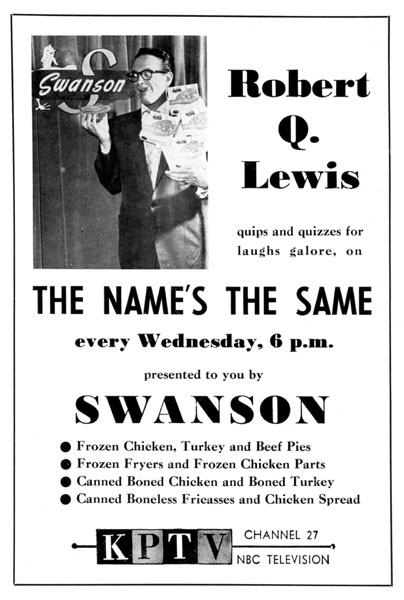 Swanson
Robert
Q.
Lewis
quips and quizzes for
laughs galore, on
THE NAME'S THE SAME
every Wednesday, 6 p.m.
presented to you by
SWANSON
● Frozen Chicken, Turkey and Beef Pies
● Frozen Fryers and Frozen Chicken Parts
● Canned Boned Chicken and Boned Turkey
● Canned Boneless Fricasses and Chicken Spread
KPTV
CHANNEL 27
NBC TELEVISION